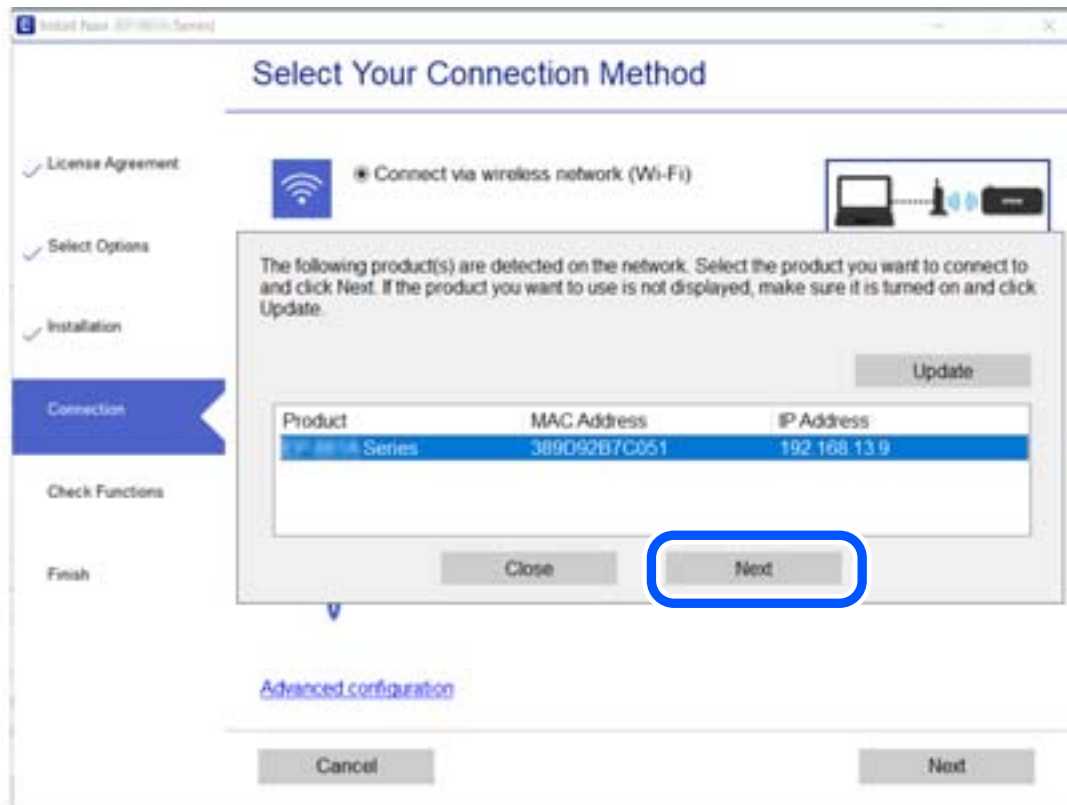 Install Navi Series
Select Your Connection Method
License Agreement
Select Options
Installation
Connection
Check Functions
Finish
Connect via wireless network (Wi-Fi)
The following product(s) are detected on the network. Select the product you want to connect to
and click Next. If the product you want to use is not displayed, make sure it is turned on and click
Update.
Update
Product MAC Address IP Address
Series 389D92B7C051 192.168.13.9
Close Next
Advanced configuration
Cancel Next